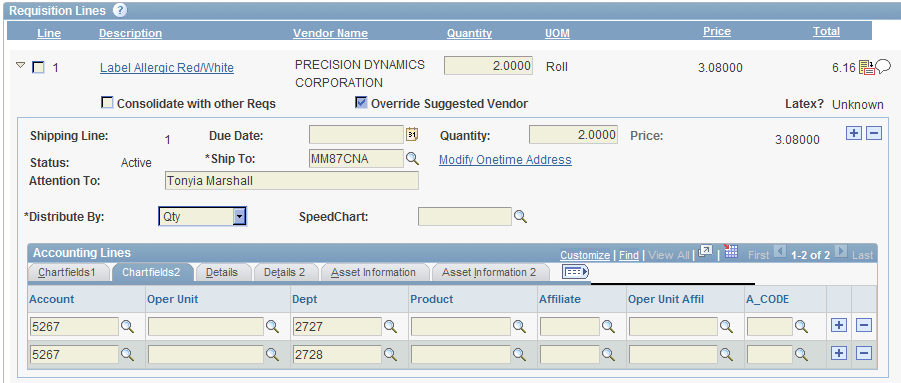 Requisition Lines ?
Line Description Vendor Name Quantity UOM Price Total
1 Label Allergic Red/White PRECISION DYNAMICS CORPORATION 2.0000 Roll 3.08000 6.16
Consolidate with other Reqs Override Suggested Vendor Latex? Unknown
Shipping Line: 1 Due Date: 31 Quantity: 2.0000 Price: 3.08000
Status: Active *Ship To: MM87CNA Modify Onetime Address
Attention To: Tonyia Marshall
*Distribute By: Qty SpeedChart:
Accounting Lines Customize | Find | View All | First 1-2 of 2 Last
Chartfields1 Chartfields2 Details Details 2 Asset Information Asset Information 2
Account Oper Unit Dept Product Affiliate Oper Unit Affil A_CODE
5267 2727
5267 2728